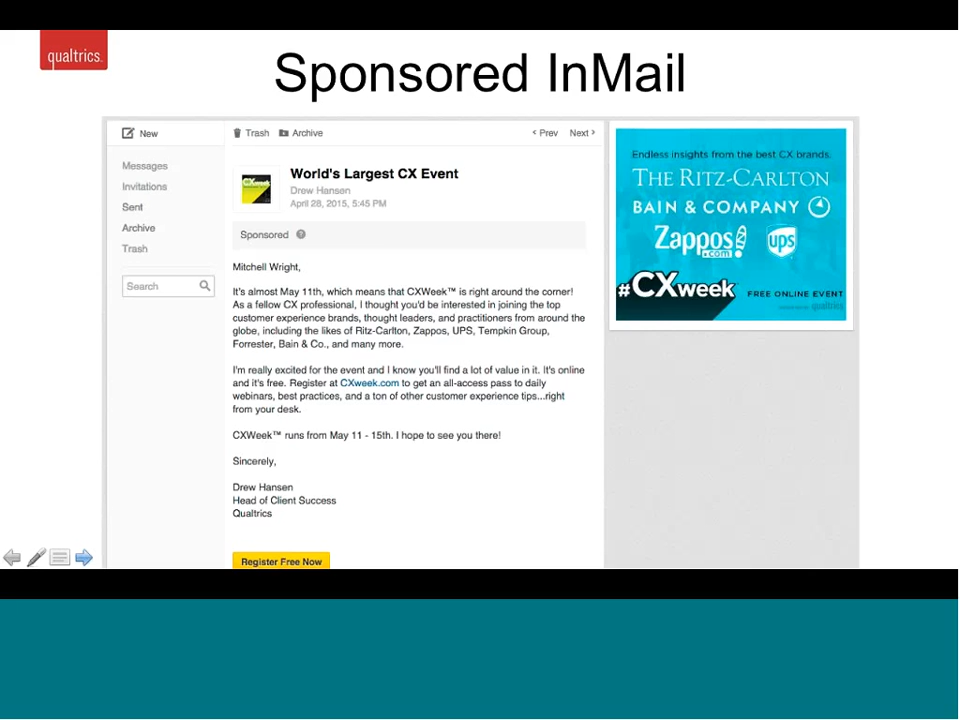 qualtrics.
Sponsored InMail
New
Trash
Archive
< Prev
Next >
Messages
Invitations
Sent
Archive
Trash
Search
CXweek
World's Largest CX Event
Drew Hansen
April 28, 2015, 5:45 PM
Sponsored ?
Mitchell Wright,
It's almost May 11th, which means that CXWeek™ is right around the corner!
As a fellow CX professional, I thought you'd be interested in joining the top
customer experience brands, thought leaders, and practitioners from around the
globe, including the likes of Ritz-Carlton, Zappos, UPS, Tempkin Group,
Forrester, Bain & Co., and many more.
I'm really excited for the event and I know you'll find a lot of value in it. It's online
and it's free. Register at CXweek.com to get an all-access pass to daily
webinars, best practices, and a ton of other customer experience tips...right
from your desk.
CXWeek™ runs from May 11 - 15th. I hope to see you there!
Sincerely,
Drew Hansen
Head of Client Success
Qualtrics
Register Free Now
Endless insights from the best CX brands.
THE RITZ-CARLTON
BAIN & COMPANY
Zappos
.com
ups
#CXweek
FREE ONLINE EVENT
qualtrics